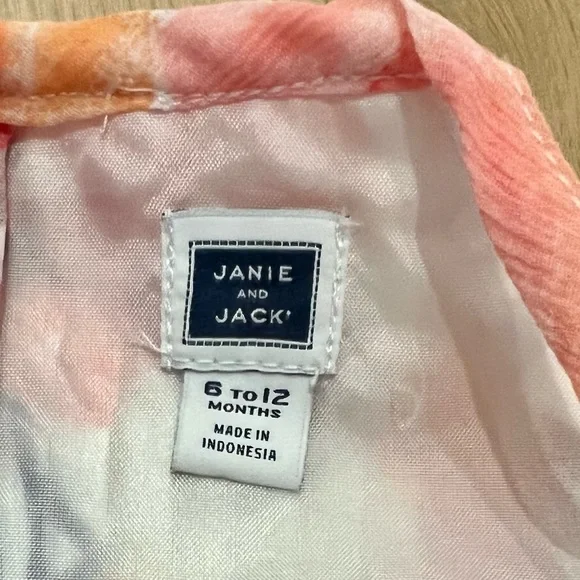 JANIE
AND
JACK'
6 TO 12
MONTHS
MADE IN
INDONESIA